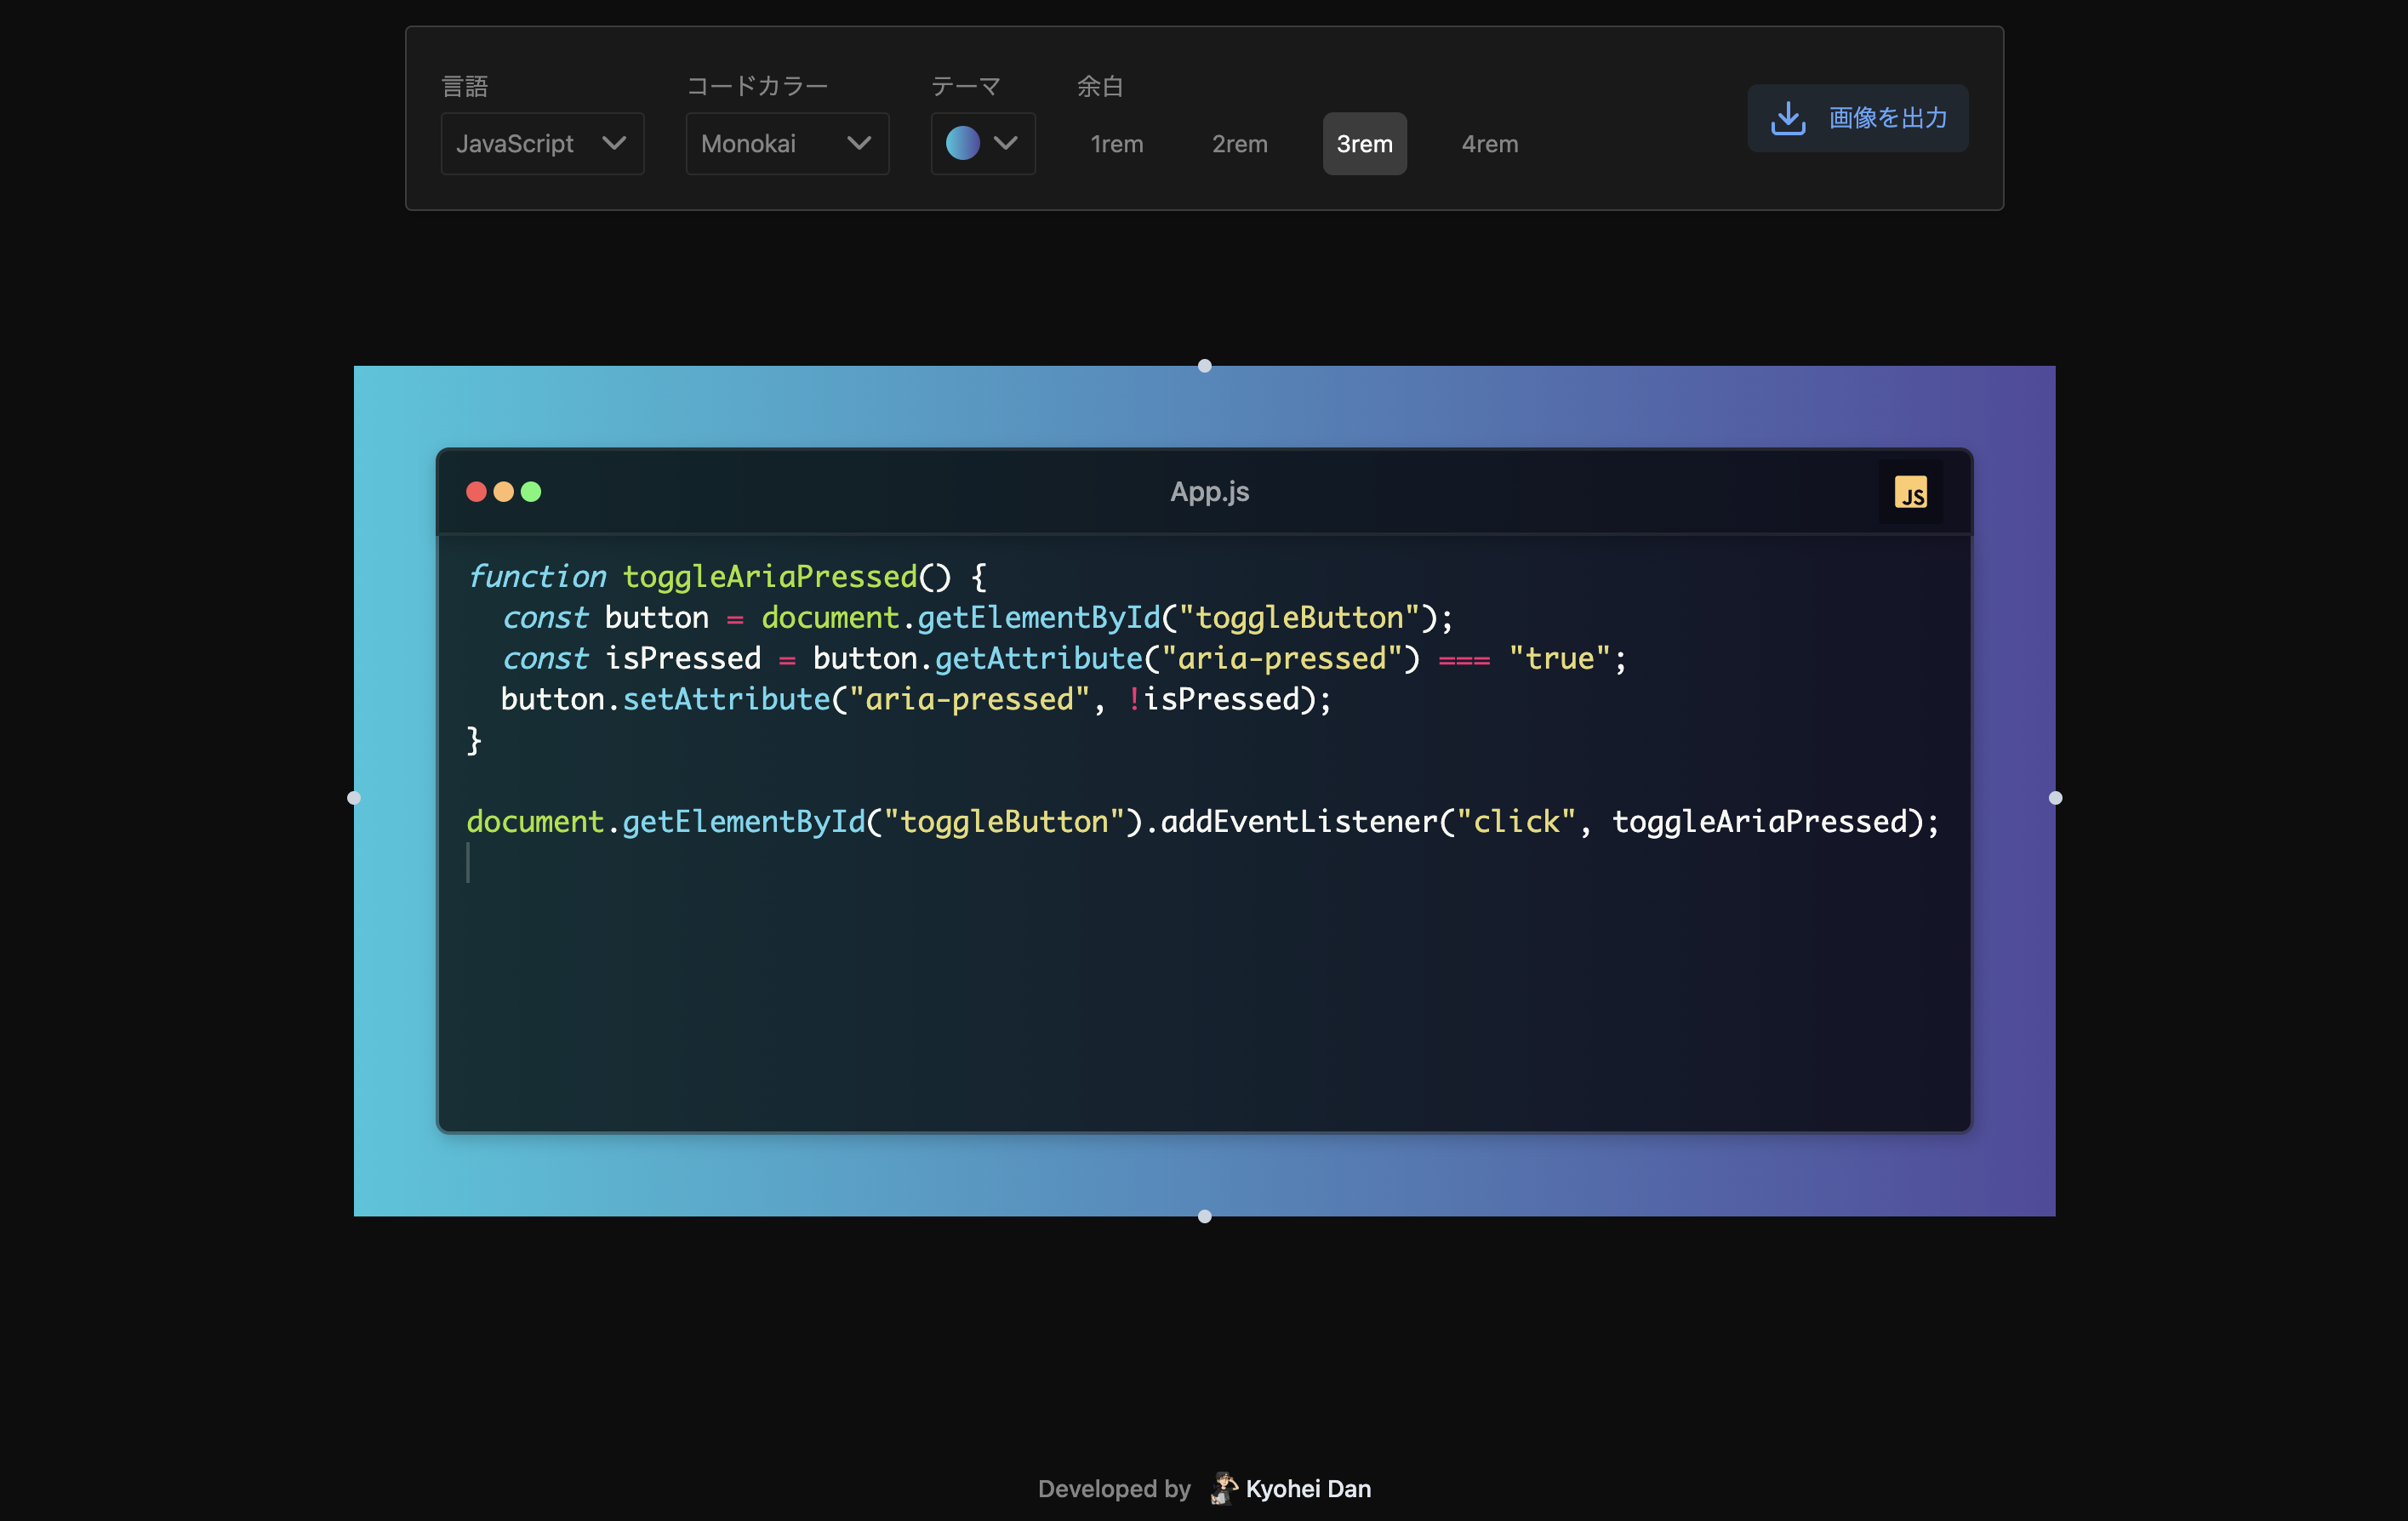 言語 コードカラー テーマ 余白
JavaScript Monokai 1rem 2rem 3rem 4rem
画像を出力
App.js
JS
function toggleAriaPressed() {
  const button = document.getElementById("toggleButton");
  const isPressed = button.getAttribute("aria-pressed") === "true";
  button.setAttribute("aria-pressed", !isPressed);
}
document.getElementById("toggleButton").addEventListener("click", toggleAriaPressed);
Developed by Kyohei Dan